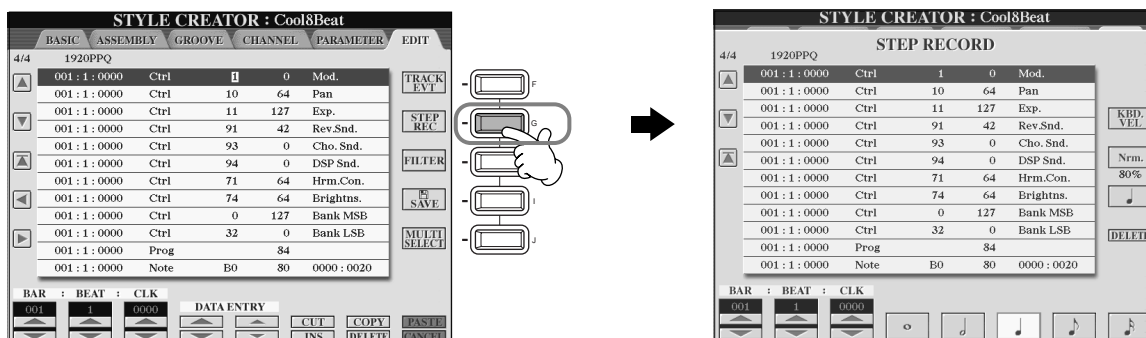 STYLE CREATOR : Cool8Beat
BASIC ASSEMBLY GROOVE CHANNEL PARAMETER EDIT
4/4 1920PPQ
001 : 1 : 0000 Ctrl 1 0 Mod.
001 : 1 : 0000 Ctrl 10 64 Pan
001 : 1 : 0000 Ctrl 11 127 Exp.
001 : 1 : 0000 Ctrl 91 42 Rev.Snd.
001 : 1 : 0000 Ctrl 93 0 Cho. Snd.
001 : 1 : 0000 Ctrl 94 0 DSP Snd.
001 : 1 : 0000 Ctrl 71 64 Hrm.Con.
001 : 1 : 0000 Ctrl 74 64 Brightns.
001 : 1 : 0000 Ctrl 0 127 Bank MSB
001 : 1 : 0000 Ctrl 32 0 Bank LSB
001 : 1 : 0000 Prog 84
001 : 1 : 0000 Note B0 80 0000 : 0020
TRACK
EVT
STEP
REC
FILTER
SAVE
MULTI
SELECT
F
G
I
J
BAR : BEAT : CLK
001 1 0000
DATA ENTRY
CUT COPY PASTE
INS DELETE CANCEL
STYLE CREATOR : Cool8Beat
STEP RECORD
4/4 1920PPQ
001 : 1 : 0000 Ctrl 1 0 Mod.
001 : 1 : 0000 Ctrl 10 64 Pan
001 : 1 : 0000 Ctrl 11 127 Exp.
001 : 1 : 0000 Ctrl 91 42 Rev.Snd.
001 : 1 : 0000 Ctrl 93 0 Cho. Snd.
001 : 1 : 0000 Ctrl 94 0 DSP Snd.
001 : 1 : 0000 Ctrl 71 64 Hrm.Con.
001 : 1 : 0000 Ctrl 74 64 Brightns.
001 : 1 : 0000 Ctrl 0 127 Bank MSB
001 : 1 : 0000 Ctrl 32 0 Bank LSB
001 : 1 : 0000 Prog 84
001 : 1 : 0000 Note B0 80 0000 : 0020
KBD.
VEL
Nrm.
80%
DELETE
BAR : BEAT : CLK
001 1 0000